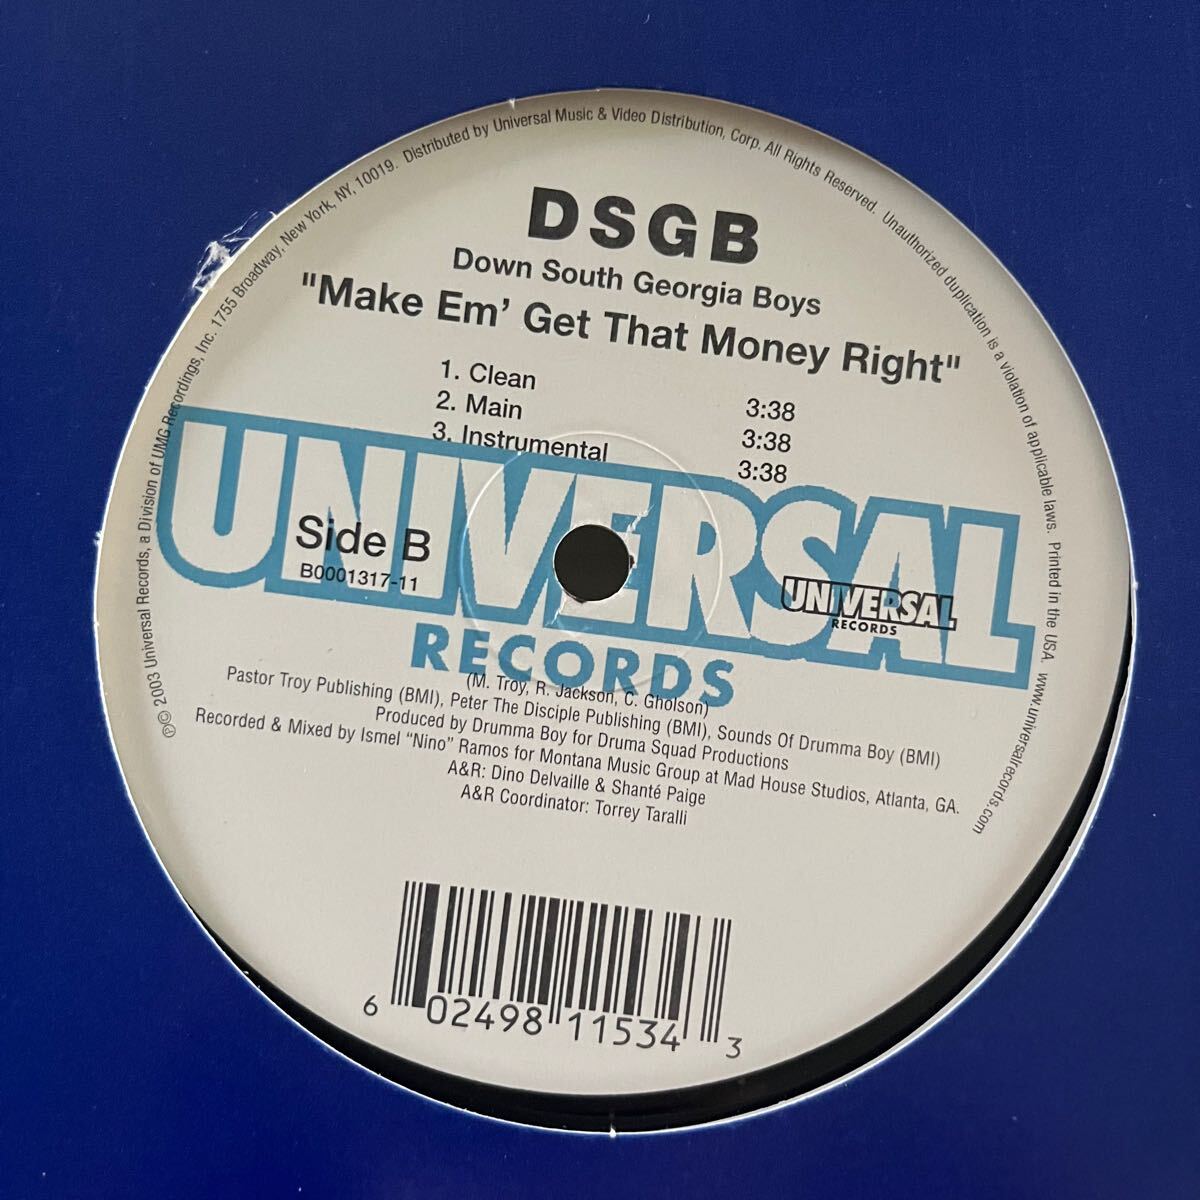 ℗© 2003 Universal Records, a Division of UMG Recordings, Inc. 1755 Broadway, New York, NY, 10019. Distributed by Universal Music & Video Distribution, Corp. All Rights Reserved. Unauthorized duplication is a violation of applicable laws. Printed in the USA. www.universalrecords.com
DSGB
Down South Georgia Boys
"Make Em' Get That Money Right"
1. Clean 3:38
2. Main 3:38
3. Instrumental 3:38
UNIVERSAL
RECORDS
Side B
B0001317-11
UNIVERSAL
RECORDS
(M. Troy, R. Jackson, C. Gholson)
Pastor Troy Publishing (BMI), Peter The Disciple Publishing (BMI), Sounds Of Drumma Boy (BMI)
Produced by Drumma Boy for Druma Squad Productions
Recorded & Mixed by Ismel "Nino" Ramos for Montana Music Group at Mad House Studios, Atlanta, GA.
A&R: Dino Delvaille & Shanté Paige
A&R Coordinator: Torrey Taralli
6 02498 11534 3